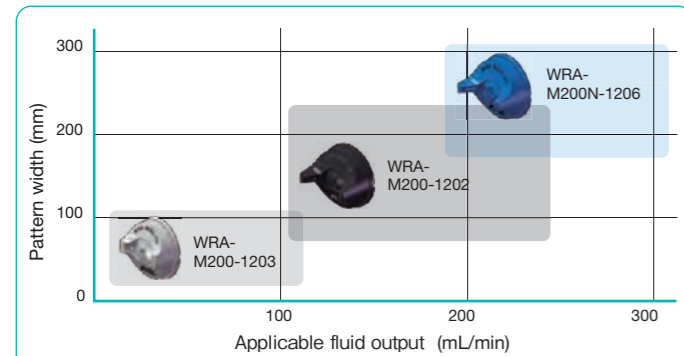 300
200
100
0
Pattern width (mm)
WRA-
M200N-1206
WRA-
M200-1202
WRA-
M200-1203
100
200
300
Applicable fluid output (mL/min)